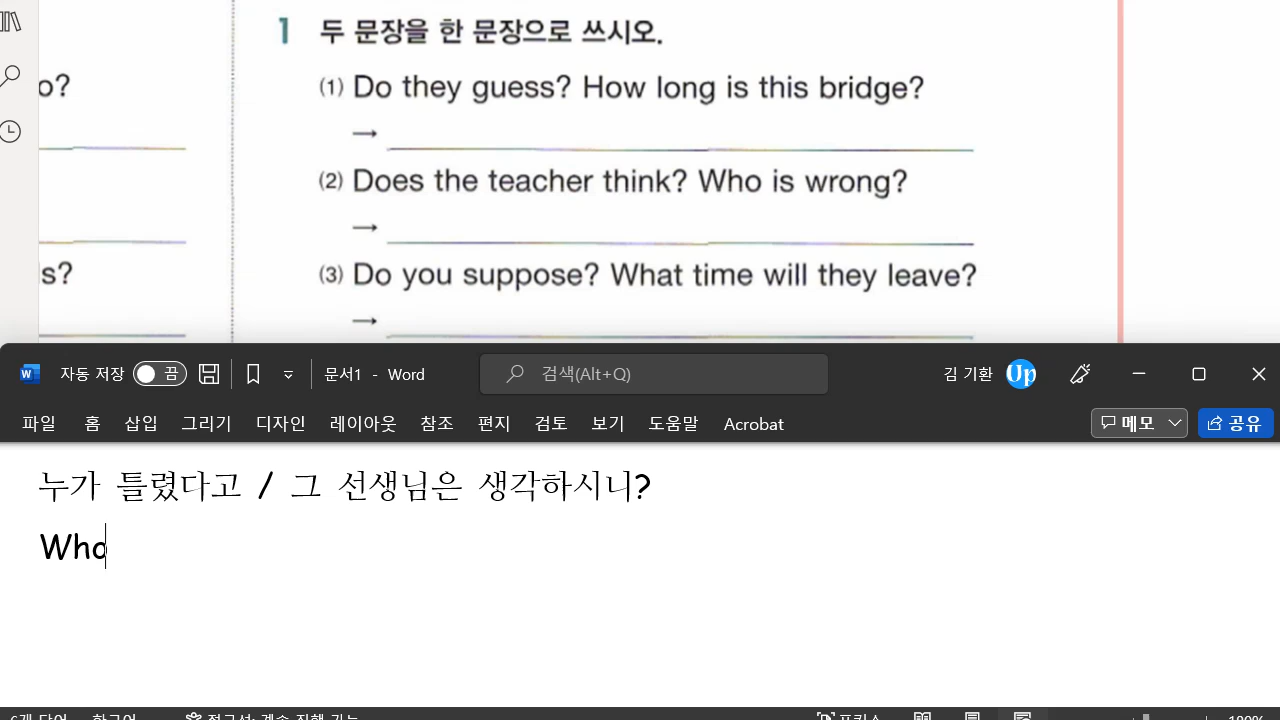 1 두 문장을 한 문장으로 쓰시오.
o?
(1) Do they guess? How long is this bridge?
→
(2) Does the teacher think? Who is wrong?
→
ls?
(3) Do you suppose? What time will they leave?
→
자동 저장 끔 문서1 - Word 검색(Alt+Q) 김 기환 Up
파일 홈 삽입 그리기 디자인 레이아웃 참조 편지 검토 보기 도움말 Acrobat 메모 공유
누가 틀렸다고 / 그 선생님은 생각하시니?
Who